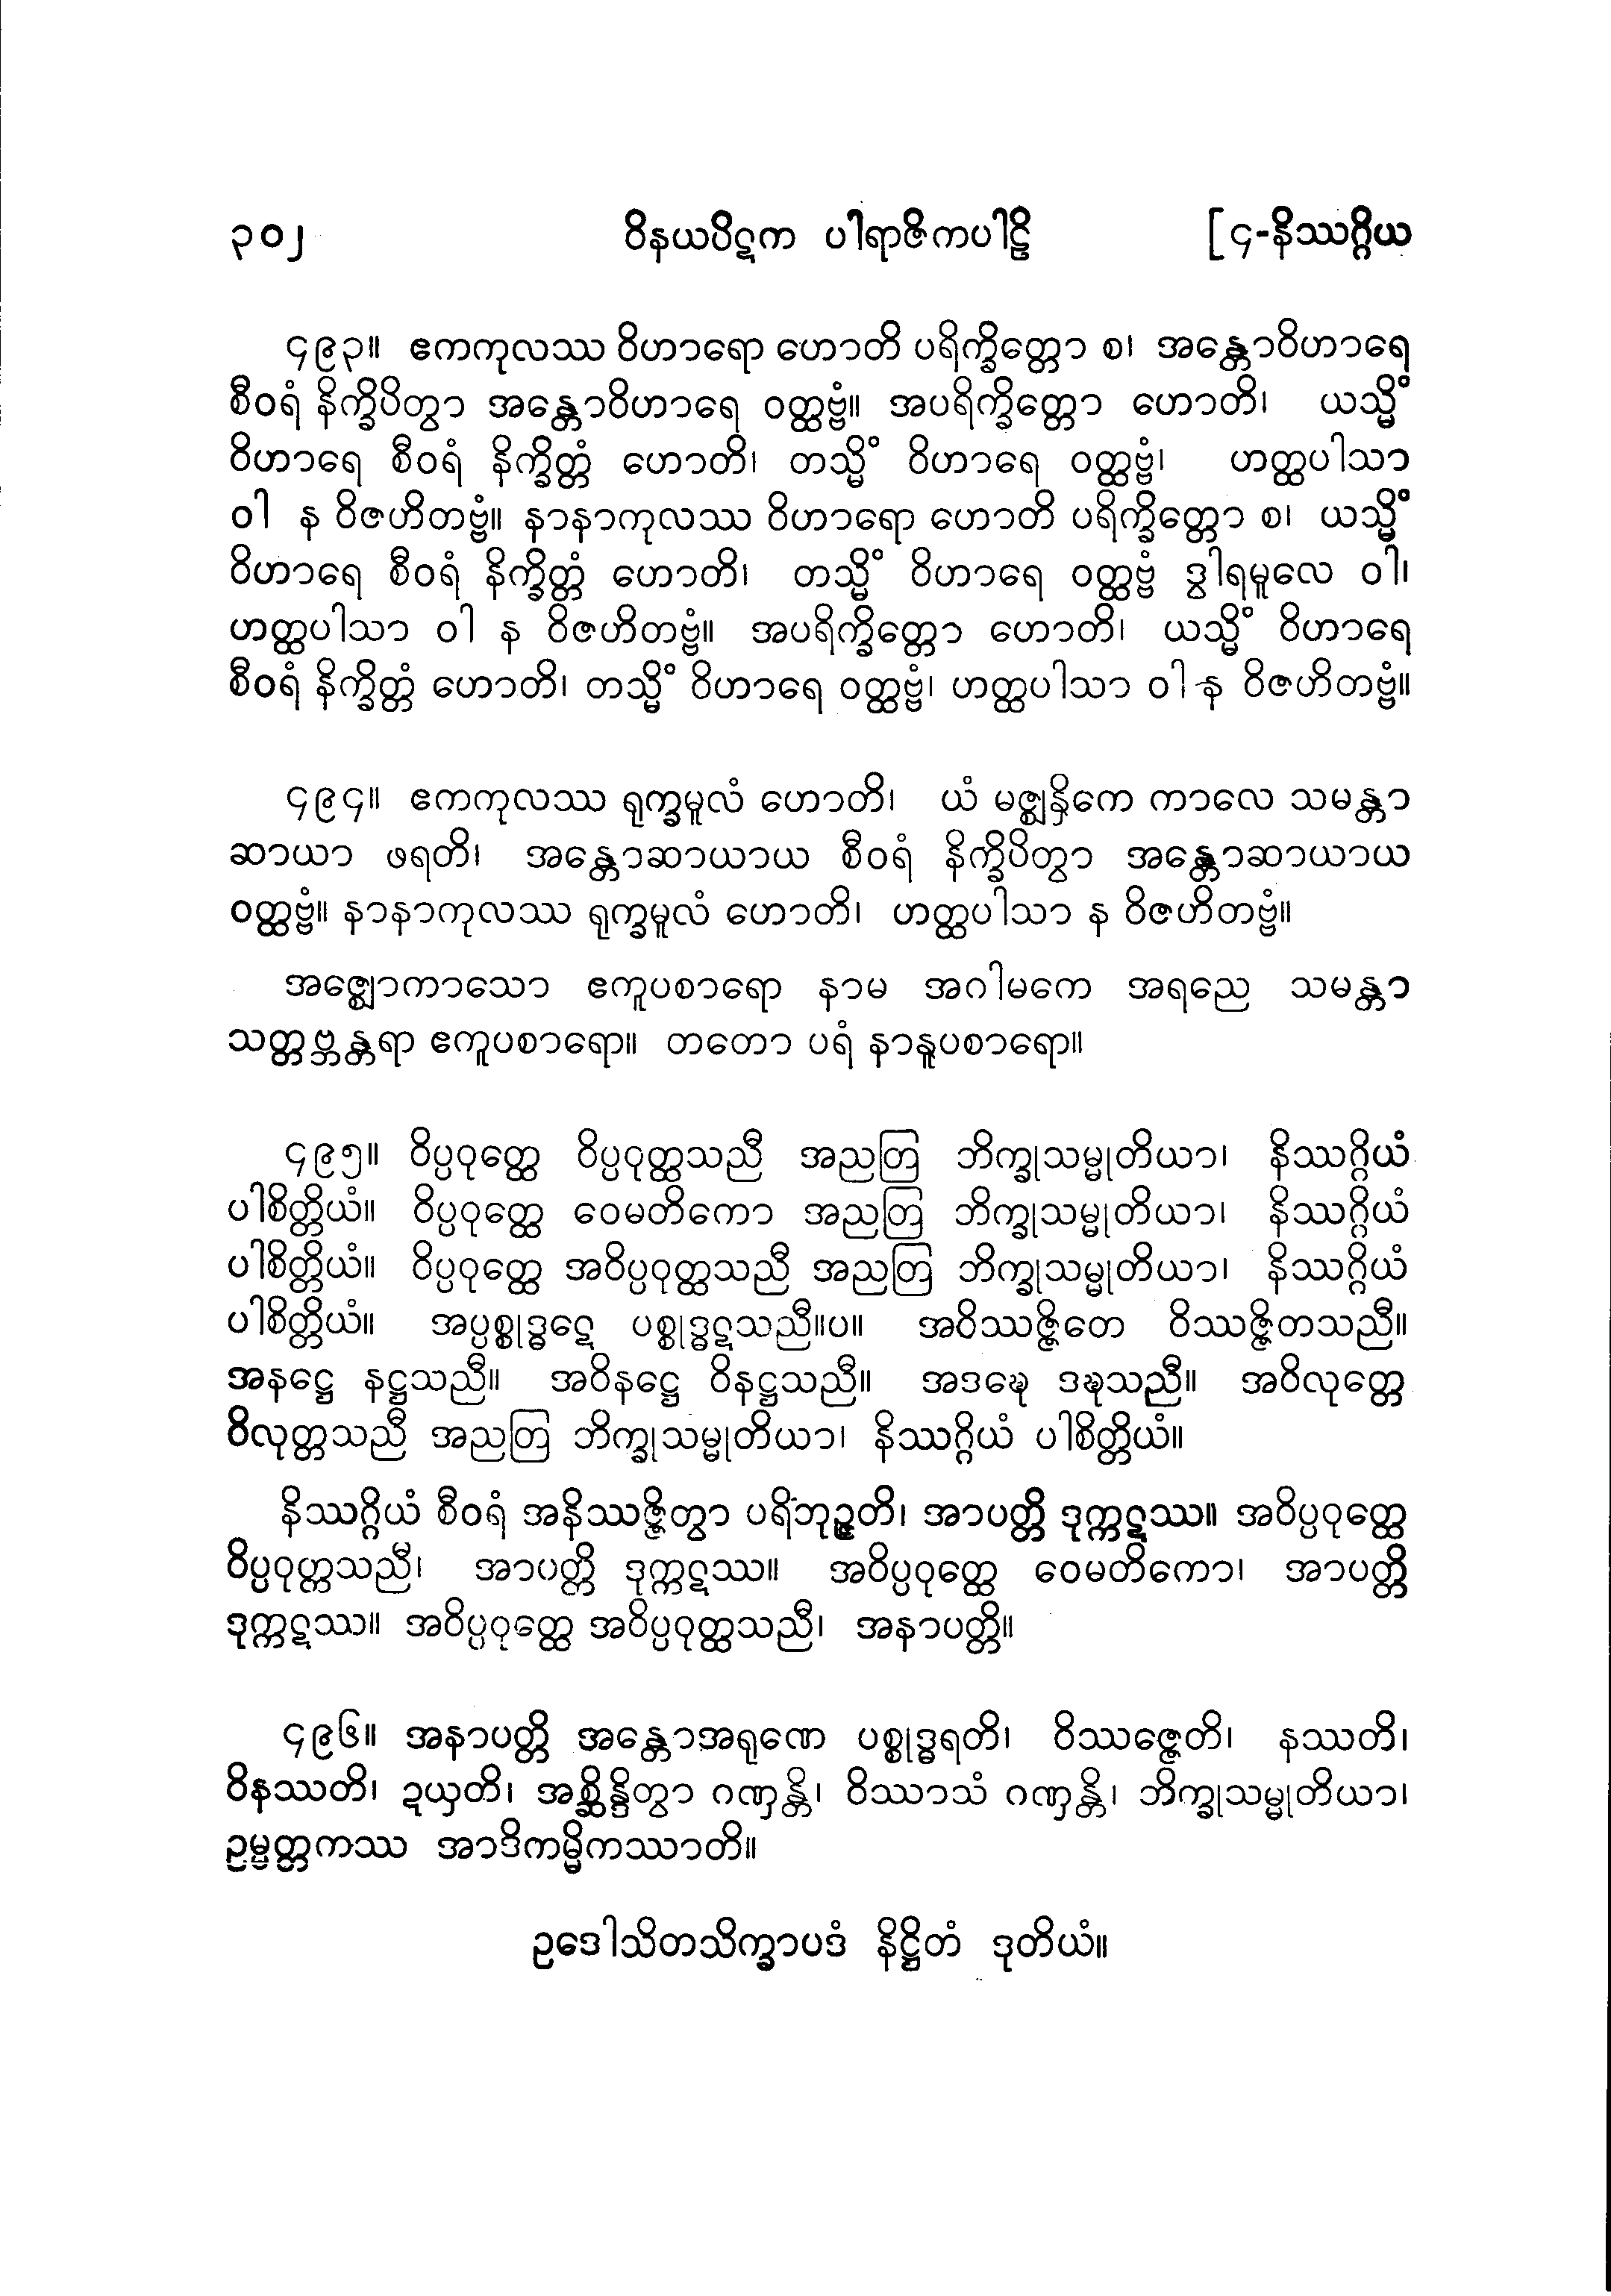 ၃၀၂ ဝိနယပိဋက ပါရာဇိကပါဠိ [၄-နိဿဂ္ဂိယ
၄၉၃။ ဧကကုလဿ ဝိဟာရော ဟောတိ ပရိက္ခိတ္တော စ၊ အန္တောဝိဟာရေ
စီဝရံ နိက္ခိပိတွာ အန္တောဝိဟာရေ ဝတ္ထဗ္ဗံ။ အပရိက္ခိတ္တော ဟောတိ၊ ယသ္မိံ
ဝိဟာရေ စီဝရံ နိက္ခိတ္တံ ဟောတိ၊ တသ္မိံ ဝိဟာရေ ဝတ္ထဗ္ဗံ၊ ဟတ္ထပါသာ
ဝါ န ဝိဇဟိတဗ္ဗံ။ နာနာကုလဿ ဝိဟာရော ဟောတိ ပရိက္ခိတ္တော စ၊ ယသ္မိံ
ဝိဟာရေ စီဝရံ နိက္ခိတ္တံ ဟောတိ၊ တသ္မိံ ဝိဟာရေ ဝတ္ထဗ္ဗံ ဒွါရမူလေ ဝါ၊
ဟတ္ထပါသာ ဝါ န ဝိဇဟိတဗ္ဗံ။ အပရိက္ခိတ္တော ဟောတိ၊ ယသ္မိံ ဝိဟာရေ
စီဝရံ နိက္ခိတ္တံ ဟောတိ၊ တသ္မိံ ဝိဟာရေ ဝတ္ထဗ္ဗံ၊ ဟတ္ထပါသာ ဝါ န ဝိဇဟိတဗ္ဗံ။
၄၉၄။ ဧကကုလဿ ရုက္ခမူလံ ဟောတိ၊ ယံ မဇ္ဈနှိကေ ကာလေ သမန္တာ
ဆာယာ ဖရတိ၊ အန္တောဆာယာယ စီဝရံ နိက္ခိပိတွာ အန္တောဆာယာယ
ဝတ္ထဗ္ဗံ။ နာနာကုလဿ ရုက္ခမူလံ ဟောတိ၊ ဟတ္ထပါသာ န ဝိဇဟိတဗ္ဗံ။
အဇ္ဈောကာသော ဧကူပစာရော နာမ အဂါမကေ အရညေ သမန္တာ
သတ္တဗ္ဘန္တရာ ဧကူပစာရော။ တတော ပရံ နာနူပစာရော။
၄၉၅။ ဝိပ္ပဝုတ္ထေ ဝိပ္ပဝုတ္ထသညီ အညတြ ဘိက္ခုသမ္မုတိယာ၊ နိဿဂ္ဂိယံ
ပါစိတ္တိယံ။ ဝိပ္ပဝုတ္ထေ ဝေမတိကော အညတြ ဘိက္ခုသမ္မုတိယာ၊ နိဿဂ္ဂိယံ
ပါစိတ္တိယံ။ ဝိပ္ပဝုတ္ထေ အဝိပ္ပဝုတ္ထသညီ အညတြ ဘိက္ခုသမ္မုတိယာ၊ နိဿဂ္ဂိယံ
ပါစိတ္တိယံ။ အပ္ပစ္စုဒ္ဓဋေ ပစ္စုဒ္ဓဋသညီ။ပ။ အဝိဿဇ္ဇိတေ ဝိဿဇ္ဇိတသညီ။
အနဋ္ဌေ နဋ္ဌသညီ။ အဝိနဋ္ဌေ ဝိနဋ္ဌသညီ။ အဒဍ္ဎေ ဒဍ္ဎသညီ။ အဝိလုတ္တေ
ဝိလုတ္တသညီ အညတြ ဘိက္ခုသမ္မုတိယာ၊ နိဿဂ္ဂိယံ ပါစိတ္တိယံ။
နိဿဂ္ဂိယံ စီဝရံ အနိဿဇ္ဇိတွာ ပရိဘုဉ္ဇတိ၊ အာပတ္တိ ဒုက္ကဋဿ။ အဝိပ္ပဝုတ္ထေ
ဝိပ္ပဝုတ္ထသညီ၊ အာပတ္တိ ဒုက္ကဋဿ။ အဝိပ္ပဝုတ္ထေ ဝေမတိကော၊ အာပတ္တိ
ဒုက္ကဋဿ။ အဝိပ္ပဝုတ္ထေ အဝိပ္ပဝုတ္ထသညီ၊ အနာပတ္တိ။
၄၉၆။ အနာပတ္တိ အန္တောအရုဏေ ပစ္စုဒ္ဓရတိ၊ ဝိဿဇ္ဇေတိ၊ နဿတိ၊
ဝိနဿတိ၊ ဍယှတိ၊ အစ္ဆိန္ဒိတွာ ဂဏှန္တိ၊ ဝိဿာသံ ဂဏှန္တိ၊ ဘိက္ခုသမ္မုတိယာ၊
ဥမ္မတ္တကဿ အာဒိကမ္မိကဿာတိ။
ဥဒေါသိတသိက္ခာပဒံ နိဋ္ဌိတံ ဒုတိယံ။